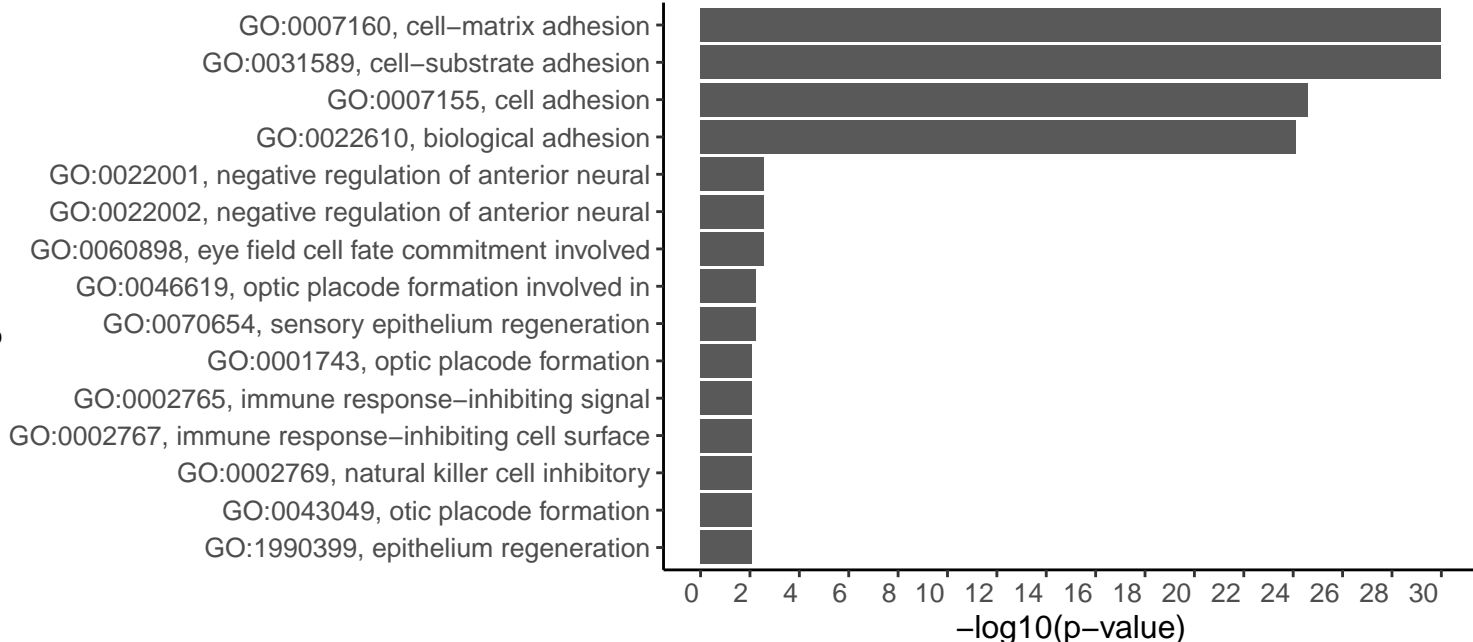 GO:0007160, cell−matrix adhesion
GO:0031589, cell−substrate adhesion
GO:0007155, cell adhesion
GO:0022610, biological adhesion
GO:0022001, negative regulation of anterior neural
GO:0022002, negative regulation of anterior neural
GO:0060898, eye field cell fate commitment involved
GO:0046619, optic placode formation involved in
GO:0070654, sensory epithelium regeneration
GO:0001743, optic placode formation
GO:0002765, immune response−inhibiting signal
GO:0002767, immune response−inhibiting cell surface
GO:0002769, natural killer cell inhibitory
GO:0043049, otic placode formation
GO:1990399, epithelium regeneration
0 2 4 6 8 10 12 14 16 18 20 22 24 26 28 30
−log10(p−value)